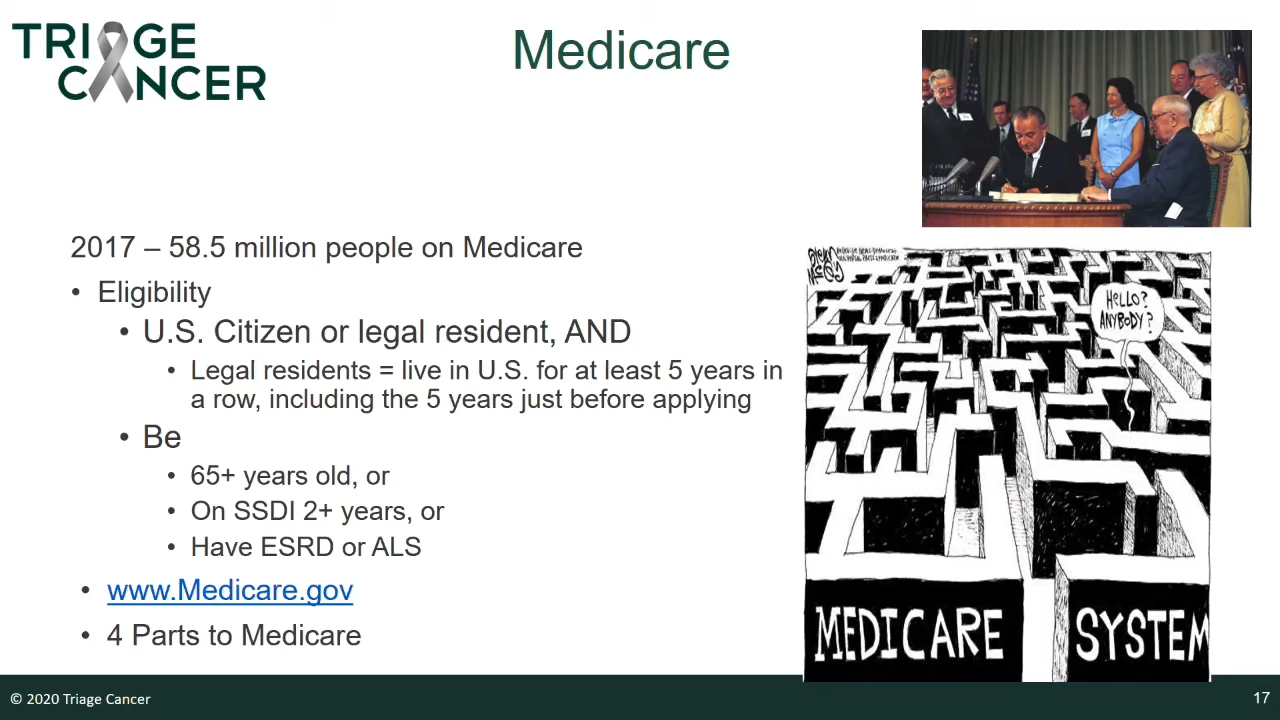 TRIAGE
CANCER
Medicare
2017 – 58.5 million people on Medicare
• Eligibility
• U.S. Citizen or legal resident, AND
• Legal residents = live in U.S. for at least 5 years in
a row, including the 5 years just before applying
• Be
• 65+ years old, or
• On SSDI 2+ years, or
• Have ESRD or ALS
• www.Medicare.gov
• 4 Parts to Medicare
HELLO?
ANYBODY?
MEDICARE SYSTEM
© 2020 Triage Cancer
17